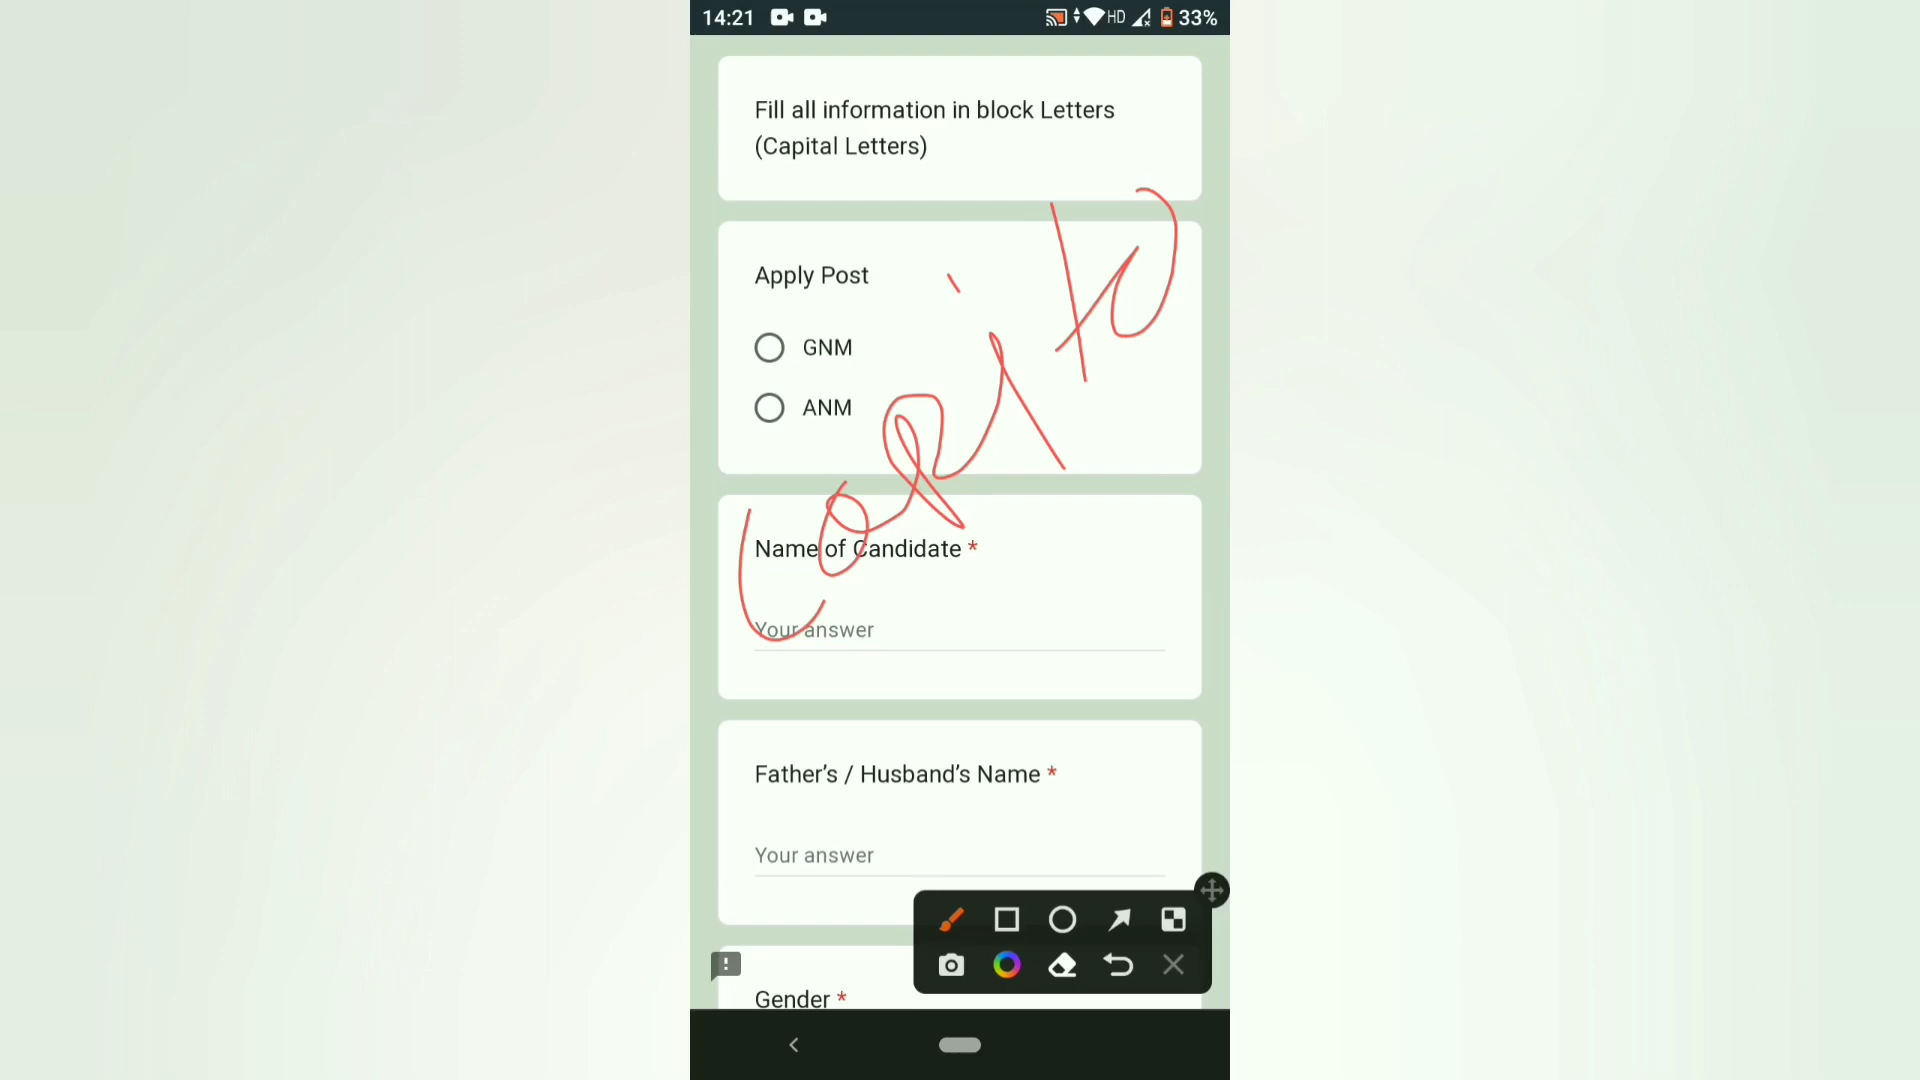 14:21
HD
33%
Fill all information in block Letters
(Capital Letters)
Apply Post
GNM
ANM
Name of Candidate *
Your answer
Father's / Husband's Name *
Your answer
Gender *